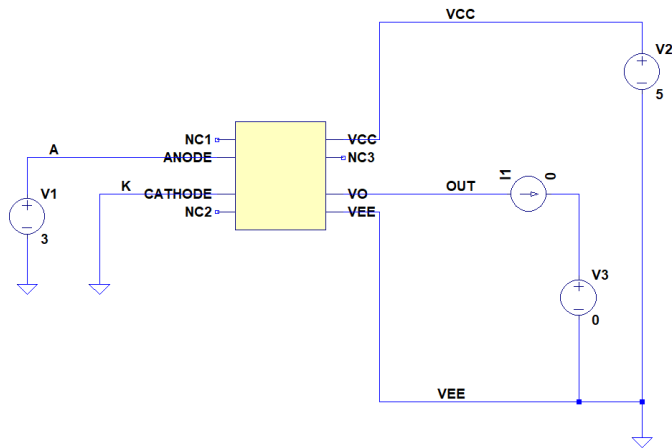 VCC
V2
5
NC1
VCC
A
ANODE
NC3
K
CATHODE
VO
OUT
I1
0
V1
NC2
VEE
3
V3
0
VEE